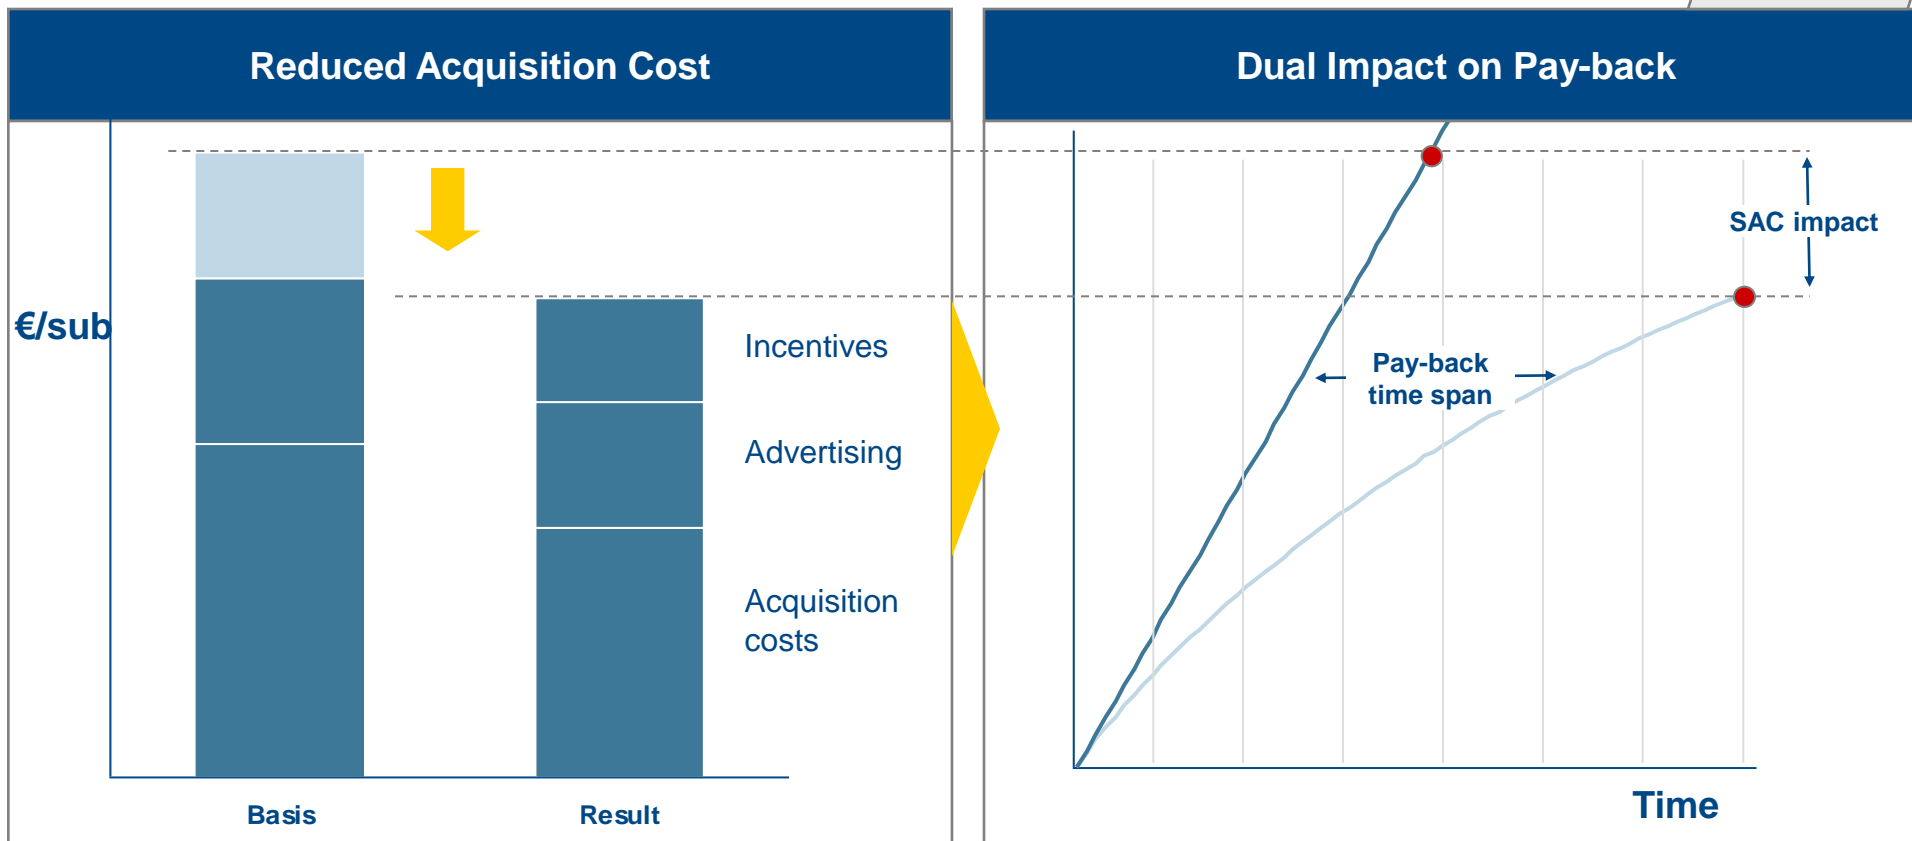 Reduced Acquisition Cost
Dual Impact on Pay-back
€/sub
Incentives
Advertising
Acquisition
costs
Basis
Result
SAC impact
Pay-back
time span
Time